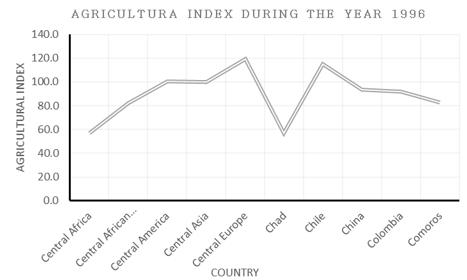 AGRICULTURA INDEX DURING THE YEAR 1996
140.0
120.0
100.0
80.0
60.0
40.0
20.0
0.0
AGRICULTURAL INDEX
Central Africa
Central African...
Central America
Central Asia
Central Europe
Chad
Chile
China
Colombia
Comoros
COUNTRY